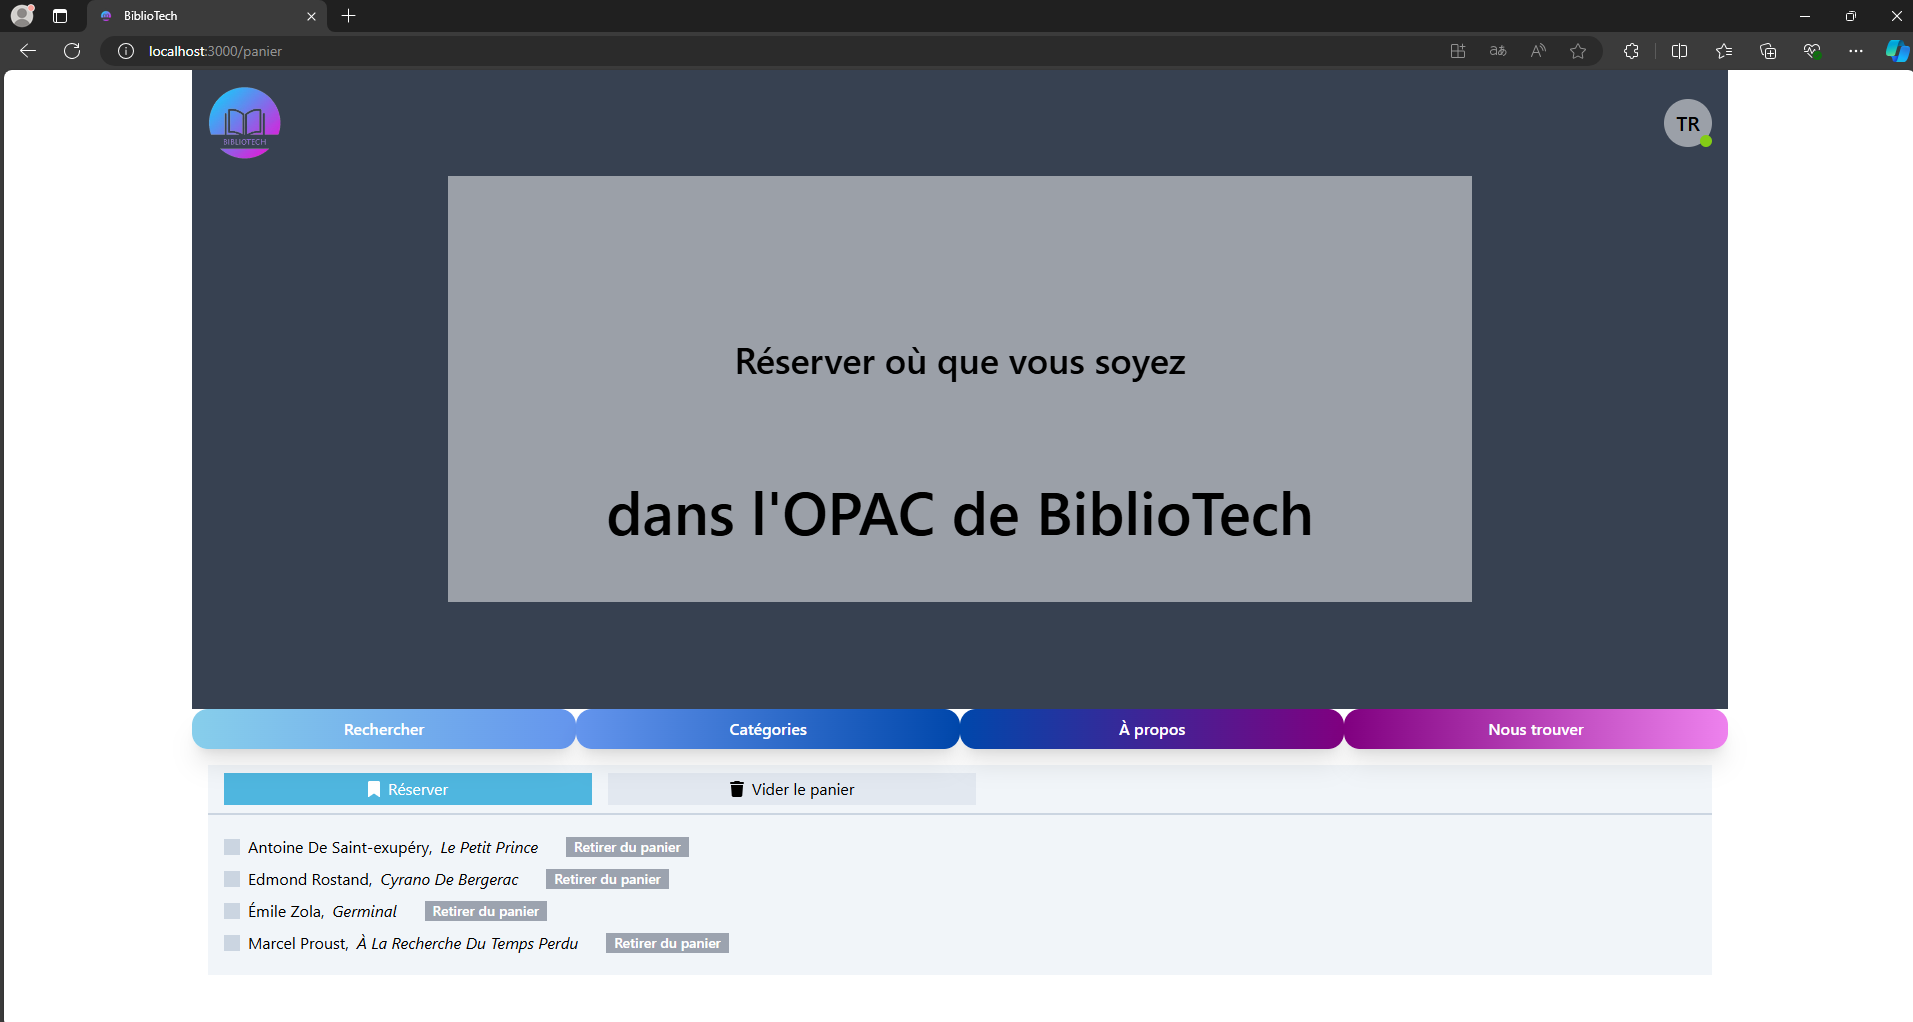 BiblioTech
localhost:3000/panier
BIBLIOTECH
TR
Réserver où que vous soyez
dans l'OPAC de BiblioTech
Rechercher
Catégories
À propos
Nous trouver
Réserver
Vider le panier
Antoine De Saint-exupéry, Le Petit Prince Retirer du panier
Edmond Rostand, Cyrano De Bergerac Retirer du panier
Émile Zola, Germinal Retirer du panier
Marcel Proust, À La Recherche Du Temps Perdu Retirer du panier